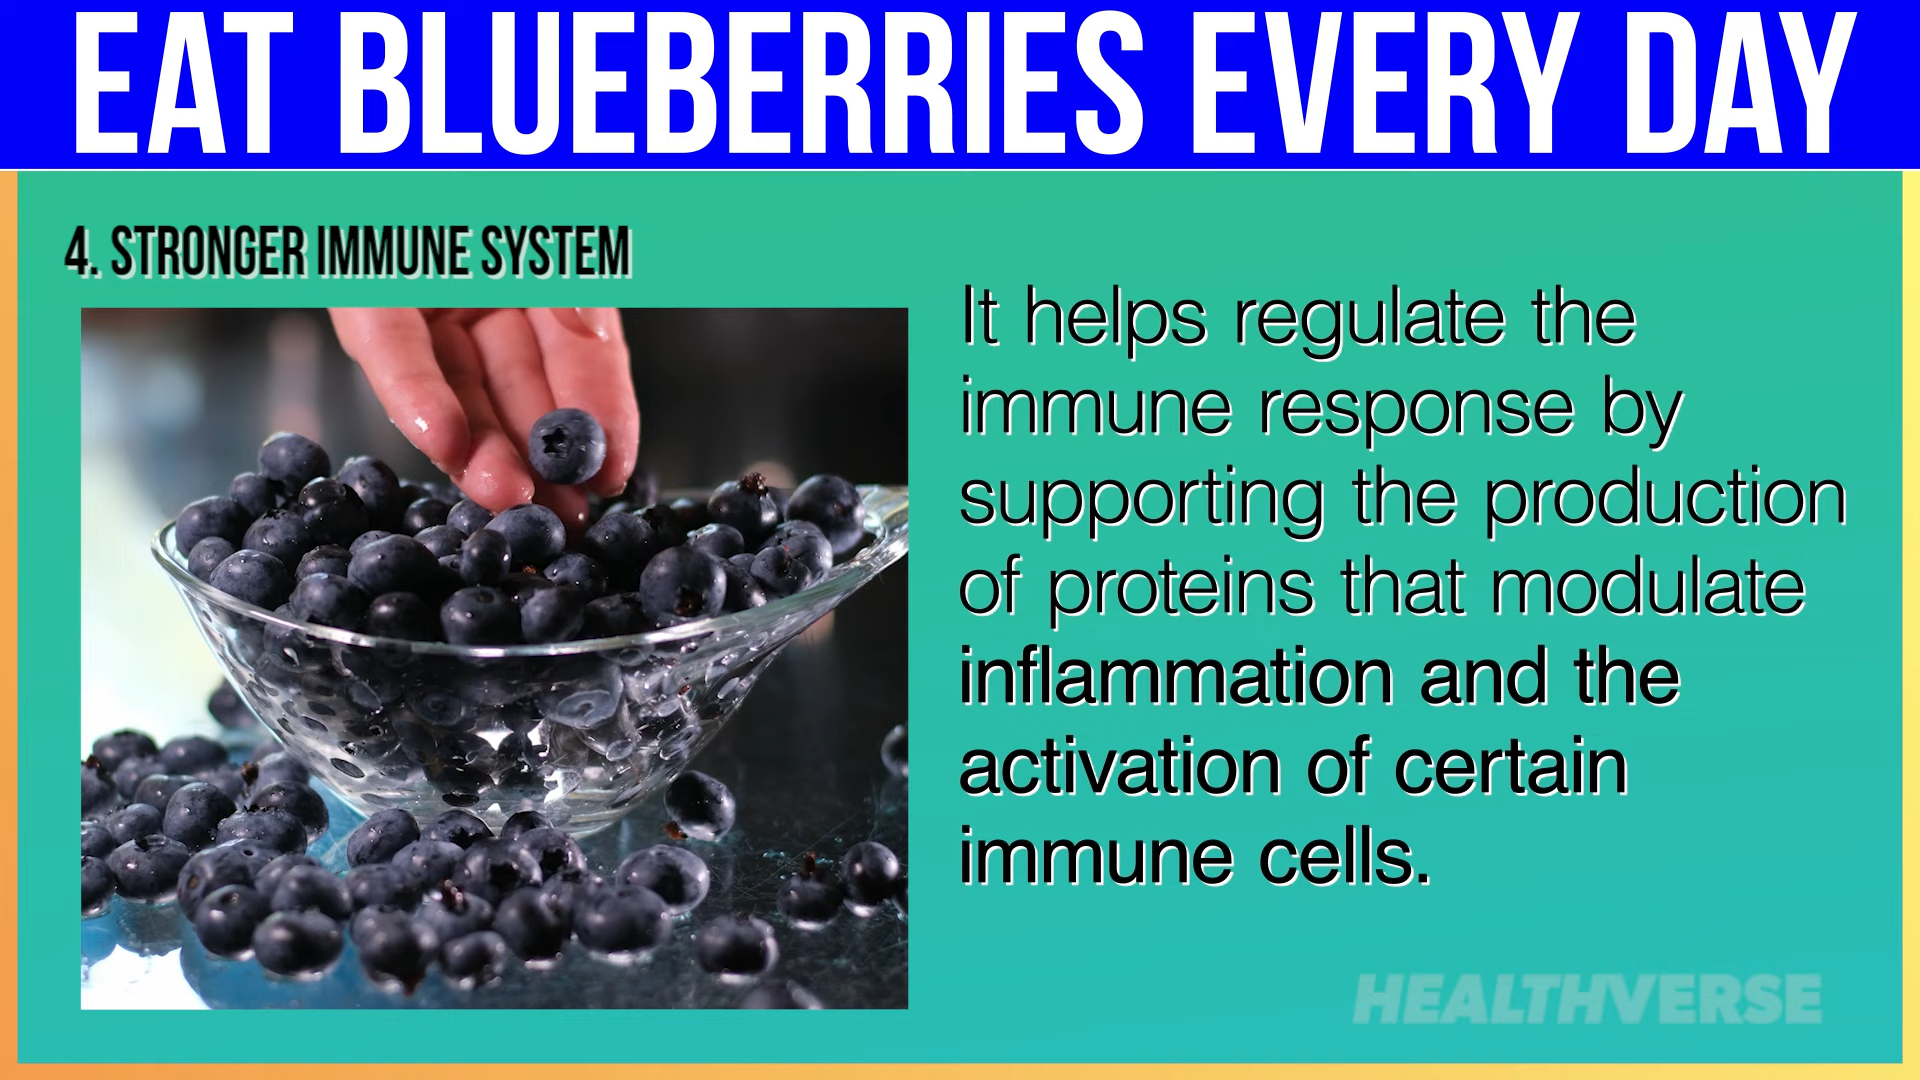 EAT BLUEBERRIES EVERY DAY
4. STRONGER IMMUNE SYSTEM
It helps regulate the
immune response by
supporting the production
of proteins that modulate
inflammation and the
activation of certain
immune cells.
HEALTHVERSE